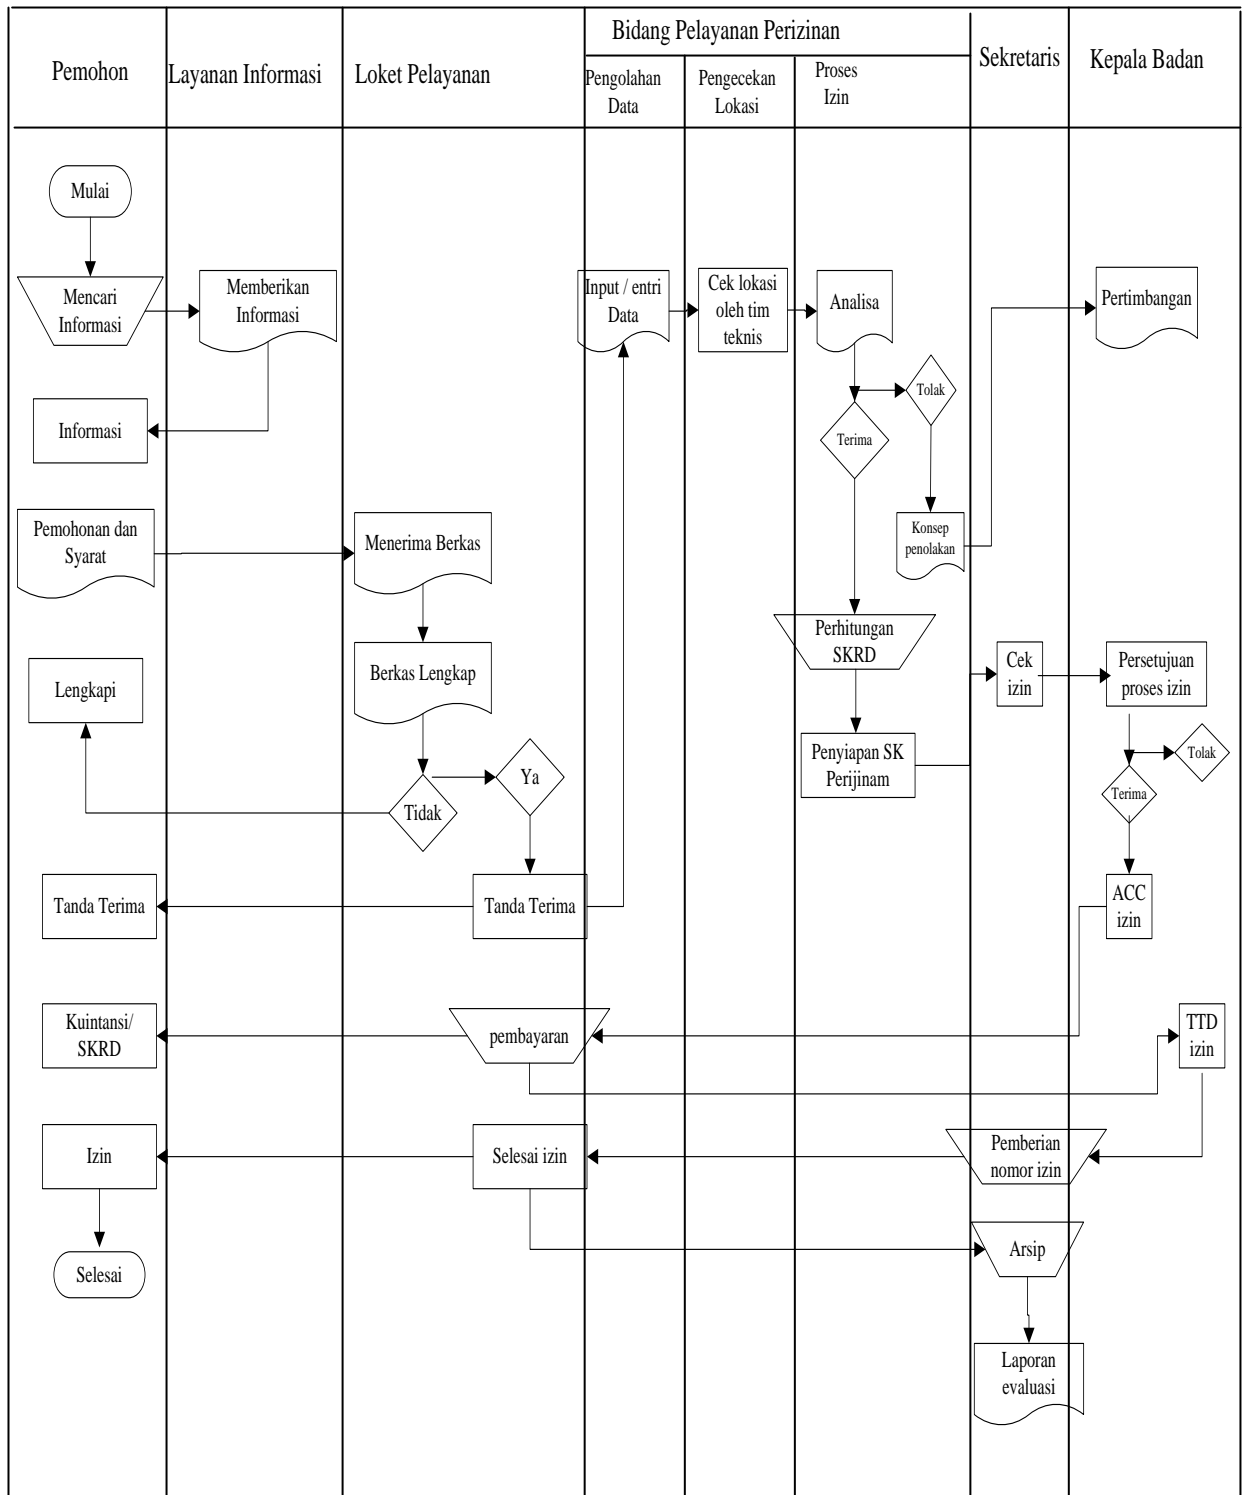 Bidang Pelayanan Perizinan
Pemohon
Layanan Informasi
Loket Pelayanan
Sekretaris
Kepala Badan
Pengolahan
Data
Pengecekan
Lokasi
Proses
Izin
Mulai
Mencari
Informasi
Memberikan
Informasi
Input / entri
Data
Cek lokasi
oleh tim
teknis
Analisa
Pertimbangan
Tolak
Informasi
Terima
Pemohonan dan
Syarat
Menerima Berkas
Konsep
penolakan
Perhitungan
SKRD
Lengkapi
Berkas Lengkap
Cek
izin
Persetujuan
proses izin
Penyiapan SK
Perijinam
Tolak
Ya
Tidak
Terima
Tanda Terima
Tanda Terima
ACC
izin
Kuintansi/
SKRD
pembayaran
TTD
izin
Izin
Selesai izin
Pemberian
nomor izin
Selesai
Arsip
Laporan
evaluasi